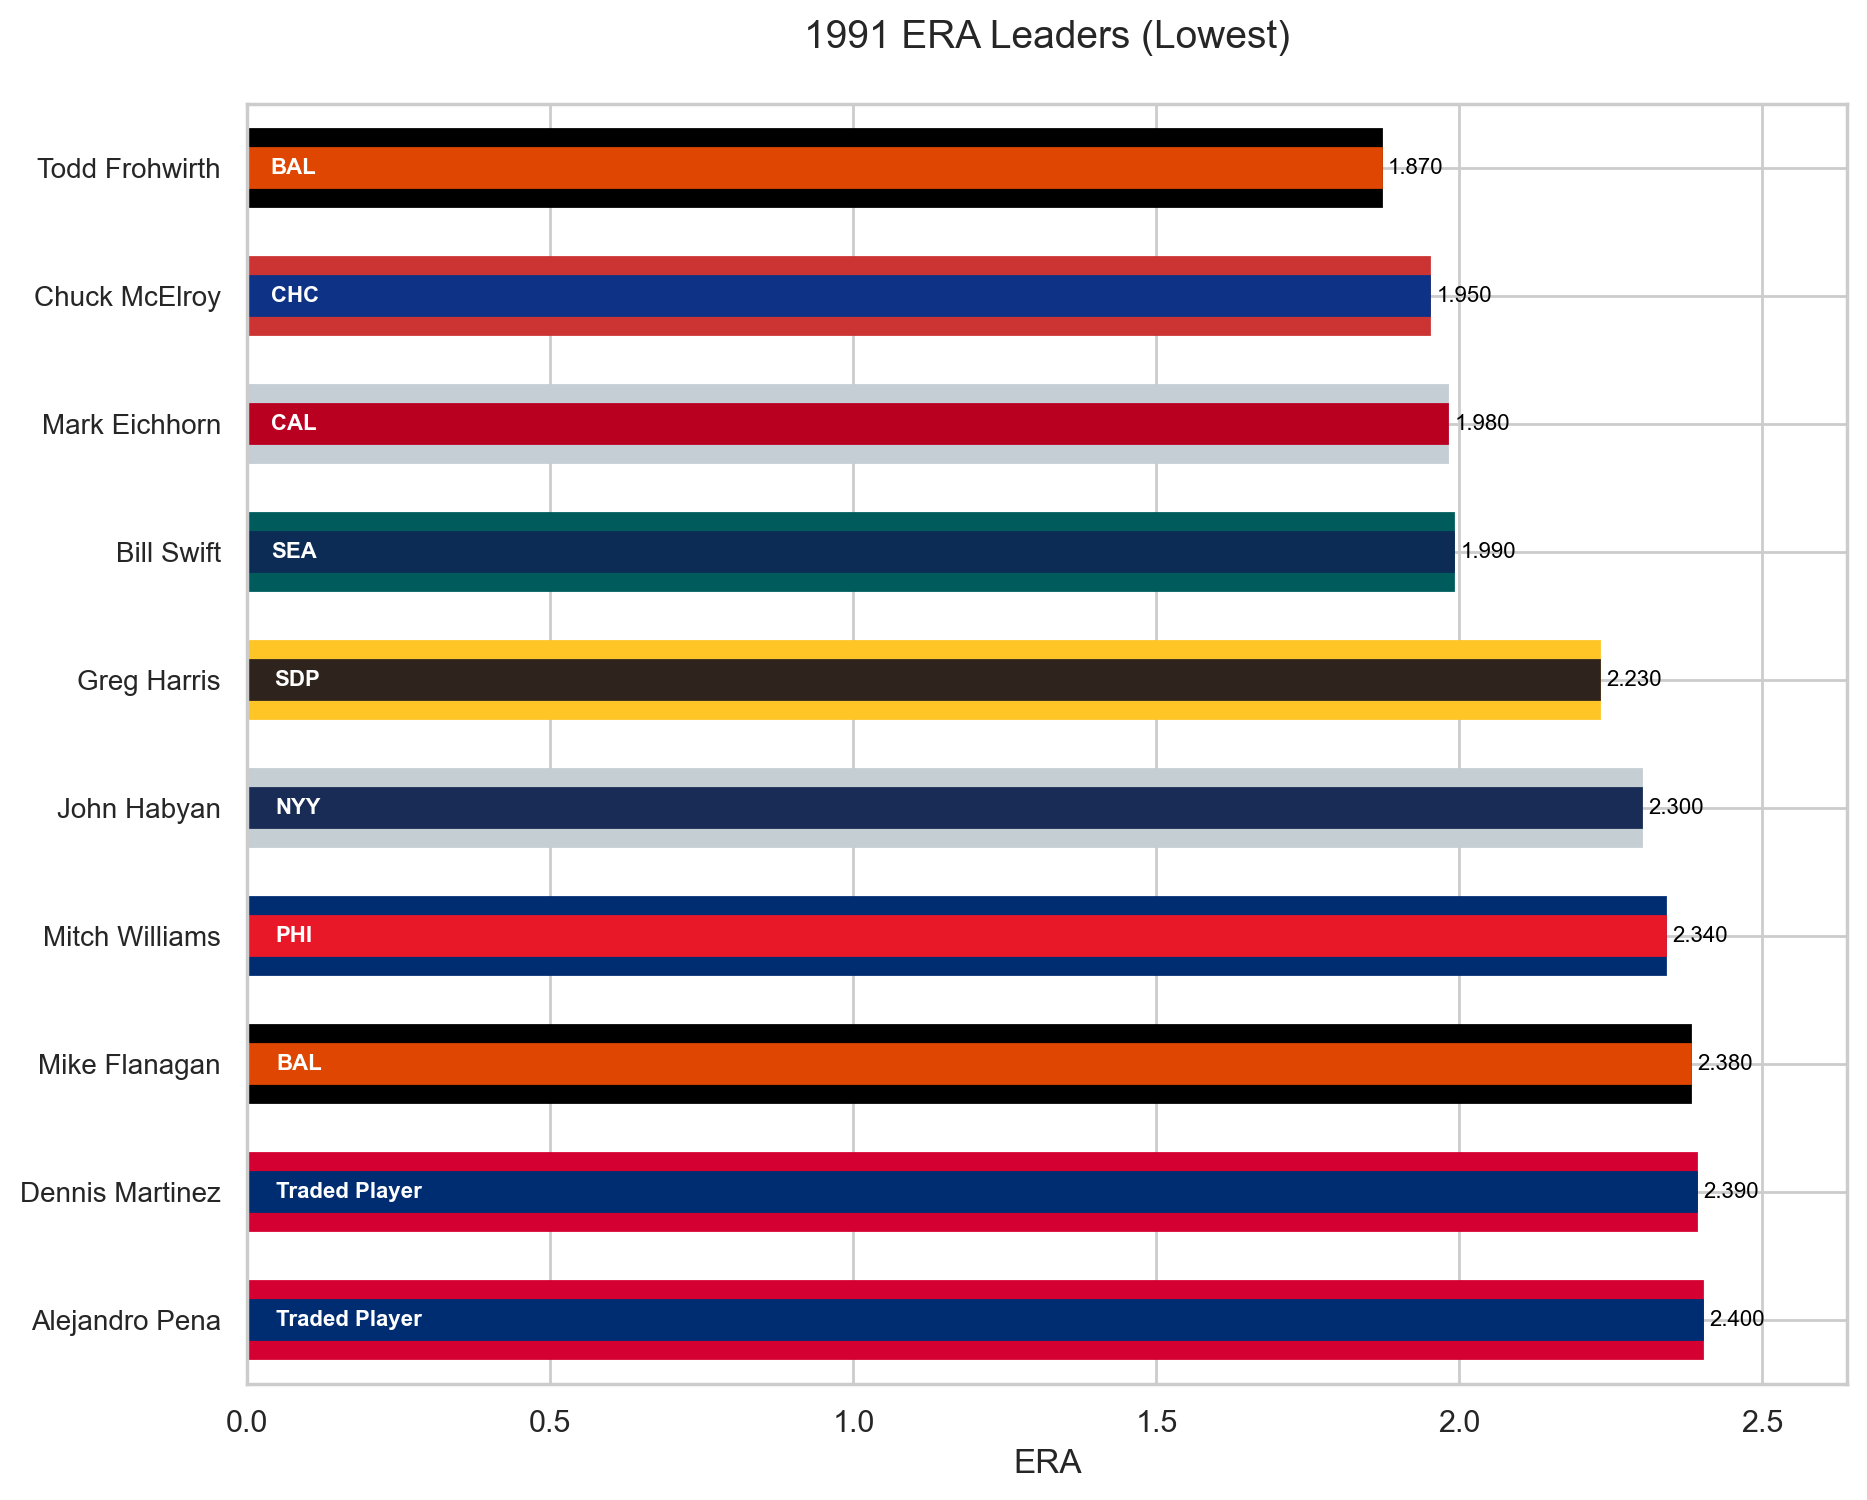 1991 ERA Leaders (Lowest)
Todd Frohwirth
BAL
1.870
Chuck McElroy
CHC
1.950
Mark Eichhorn
CAL
1.980
Bill Swift
SEA
1.990
Greg Harris
SDP
2.230
John Habyan
NYY
2.300
Mitch Williams
PHI
2.340
Mike Flanagan
BAL
2.380
Dennis Martinez
Traded Player
2.390
Alejandro Pena
Traded Player
2.400
0.0 0.5 1.0 1.5 2.0 2.5
ERA